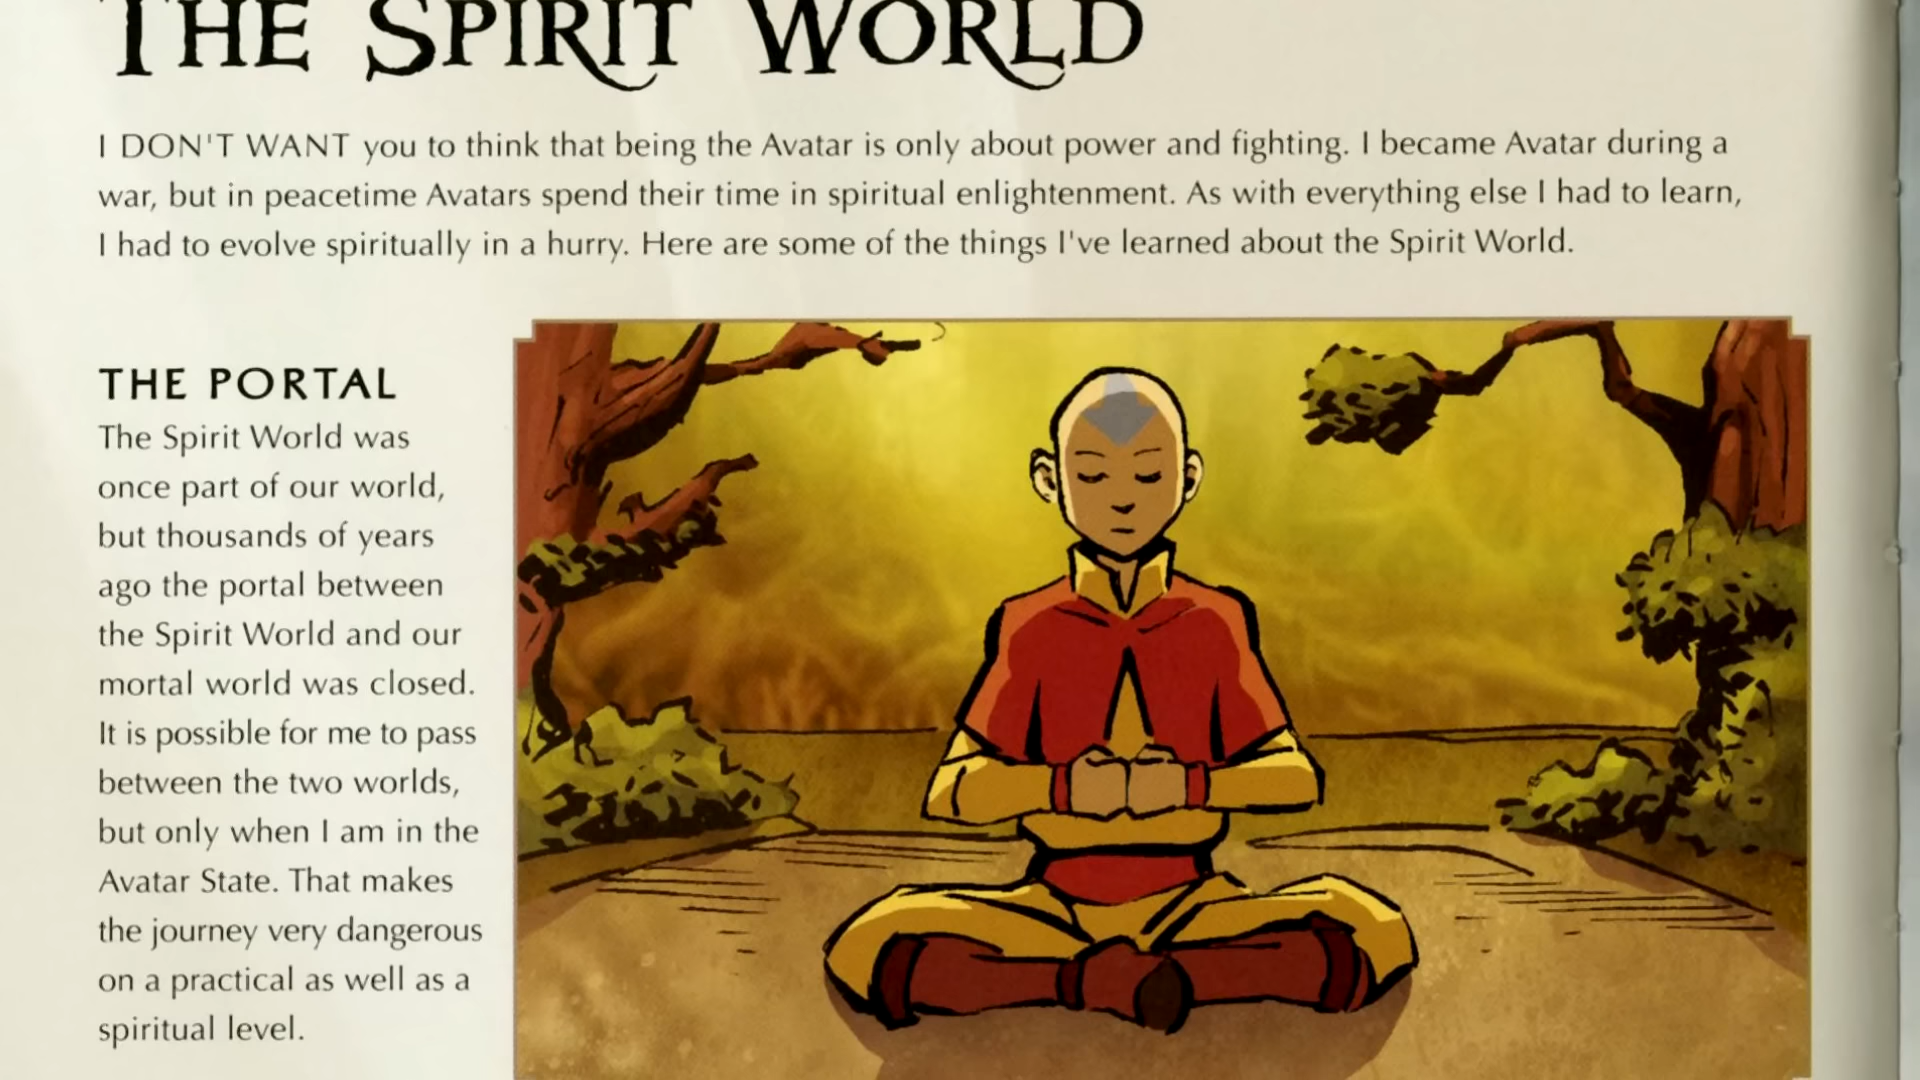 THE SPIRIT WORLD
I DON'T WANT you to think that being the Avatar is only about power and fighting. I became Avatar during a
war, but in peacetime Avatars spend their time in spiritual enlightenment. As with everything else I had to learn,
I had to evolve spiritually in a hurry. Here are some of the things I've learned about the Spirit World.
THE PORTAL
The Spirit World was
once part of our world,
but thousands of years
ago the portal between
the Spirit World and our
mortal world was closed.
It is possible for me to pass
between the two worlds,
but only when I am in the
Avatar State. That makes
the journey very dangerous
on a practical as well as a
spiritual level.